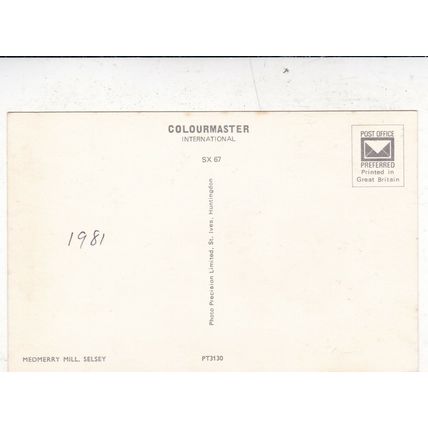 COLOURMASTER
INTERNATIONAL
SX 67
POST OFFICE
PREFERRED
Printed in
Great Britain
Photo Precision Limited, St. Ives, Huntingdon
1981
MEDMERRY MILL, SELSEY
PT3130